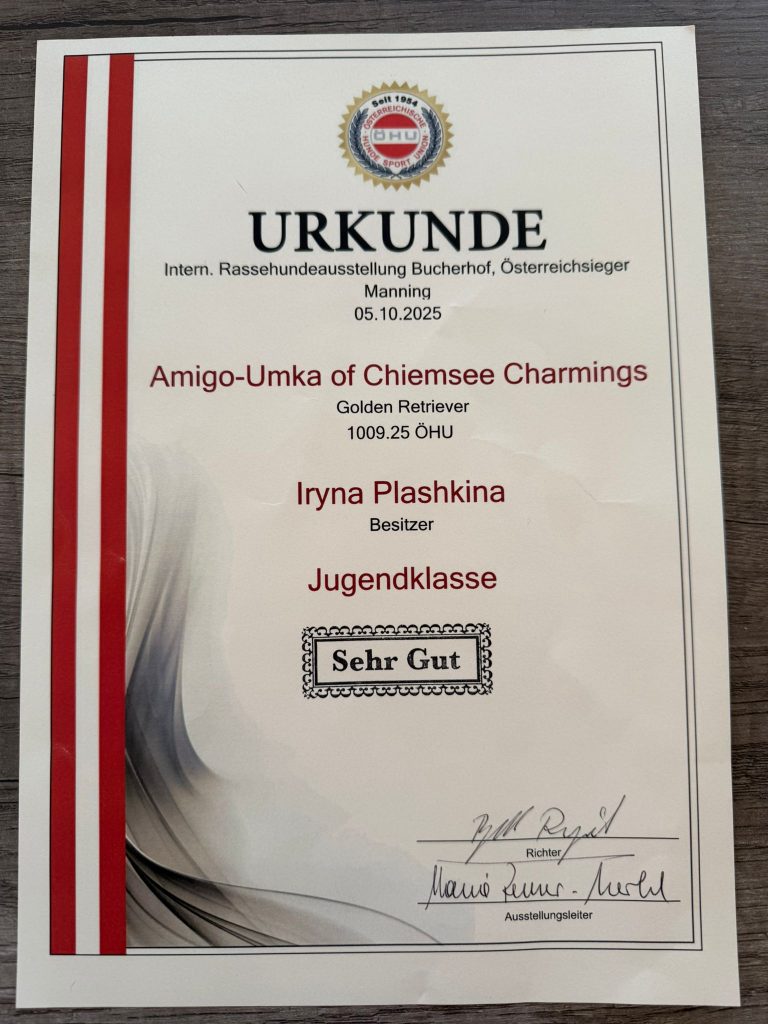 Seit 1954
ÖSTERREICHISCHE
ÖHU
HUNDE SPORT UNION
URKUNDE
Intern. Rassehundeausstellung Bucherhof, Österreichsieger
Manning
05.10.2025
Amigo-Umka of Chiemsee Charmings
Golden Retriever
1009.25 ÖHU
Iryna Plashkina
Besitzer
Jugendklasse
Sehr Gut
Richter
Ausstellungsleiter